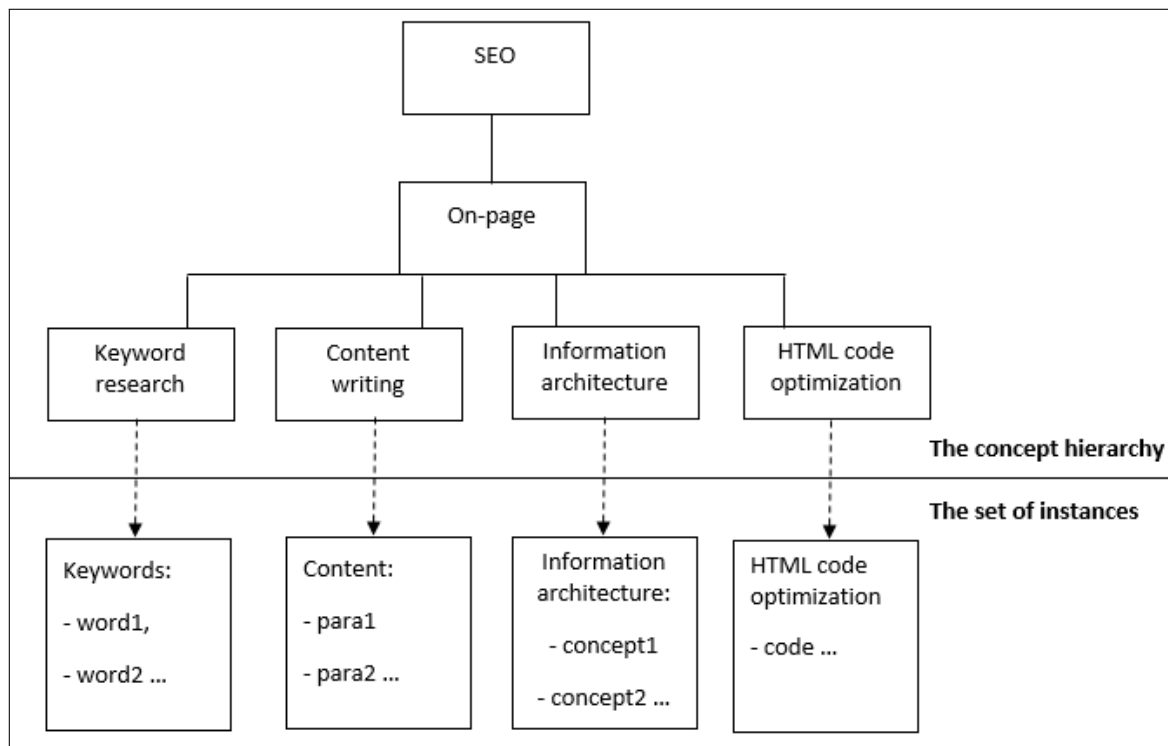 SEO
On-page
Keyword
research
Content
writing
Information
architecture
HTML code
optimization
The concept hierarchy
The set of instances
Keywords:
- word1,
- word2 ...
Content:
- para1
- para2 ...
Information
architecture:
- concept1
- concept2 ...
HTML code
optimization
- code ...